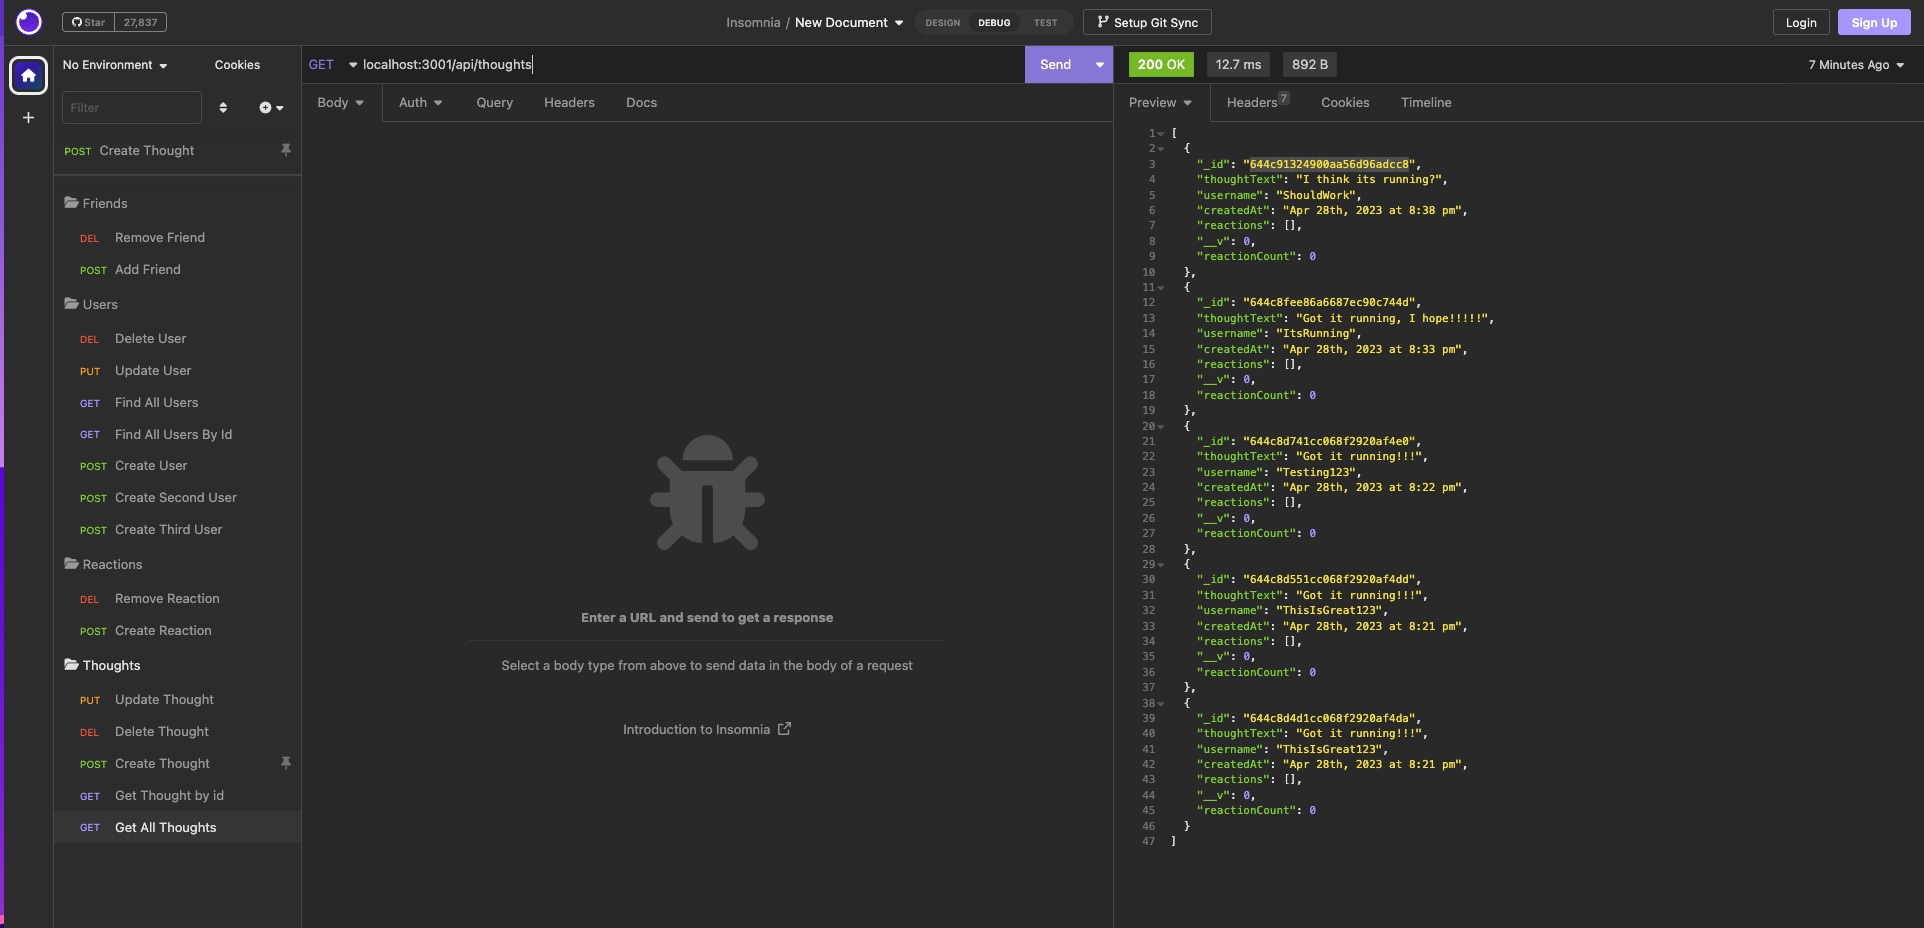 Star 27,837
Insomnia / New Document
DESIGN DEBUG TEST
Setup Git Sync
Login
Sign Up
No Environment
Cookies
Filter
POST Create Thought
Friends
DEL Remove Friend
POST Add Friend
Users
DEL Delete User
PUT Update User
GET Find All Users
GET Find All Users By Id
POST Create User
POST Create Second User
POST Create Third User
Reactions
DEL Remove Reaction
POST Create Reaction
Thoughts
PUT Update Thought
DEL Delete Thought
POST Create Thought
GET Get Thought by id
GET Get All Thoughts
GET localhost:3001/api/thoughts
Send
Body Auth Query Headers Docs
Enter a URL and send to get a response
Select a body type from above to send data in the body of a request
Introduction to Insomnia
200 OK 12.7 ms 892 B 7 Minutes Ago
Preview Headers 7 Cookies Timeline
1 [
2 {
3 "_id": "644c91324900aa56d96adcc8",
4 "thoughtText": "I think its running?",
5 "username": "ShouldWork",
6 "createdAt": "Apr 28th, 2023 at 8:38 pm",
7 "reactions": [],
8 "__v": 0,
9 "reactionCount": 0
10 },
11 {
12 "_id": "644c8fee86a6687ec90c744d",
13 "thoughtText": "Got it running, I hope!!!!!",
14 "username": "ItsRunning",
15 "createdAt": "Apr 28th, 2023 at 8:33 pm",
16 "reactions": [],
17 "__v": 0,
18 "reactionCount": 0
19 },
20 {
21 "_id": "644c8d741cc068f2920af4e0",
22 "thoughtText": "Got it running!!!",
23 "username": "Testing123",
24 "createdAt": "Apr 28th, 2023 at 8:22 pm",
25 "reactions": [],
26 "__v": 0,
27 "reactionCount": 0
28 },
29 {
30 "_id": "644c8d551cc068f2920af4dd",
31 "thoughtText": "Got it running!!!",
32 "username": "ThisIsGreat123",
33 "createdAt": "Apr 28th, 2023 at 8:21 pm",
34 "reactions": [],
35 "__v": 0,
36 "reactionCount": 0
37 },
38 {
39 "_id": "644c8d4d1cc068f2920af4da",
40 "thoughtText": "Got it running!!!",
41 "username": "ThisIsGreat123",
42 "createdAt": "Apr 28th, 2023 at 8:21 pm",
43 "reactions": [],
44 "__v": 0,
45 "reactionCount": 0
46 }
47 ]